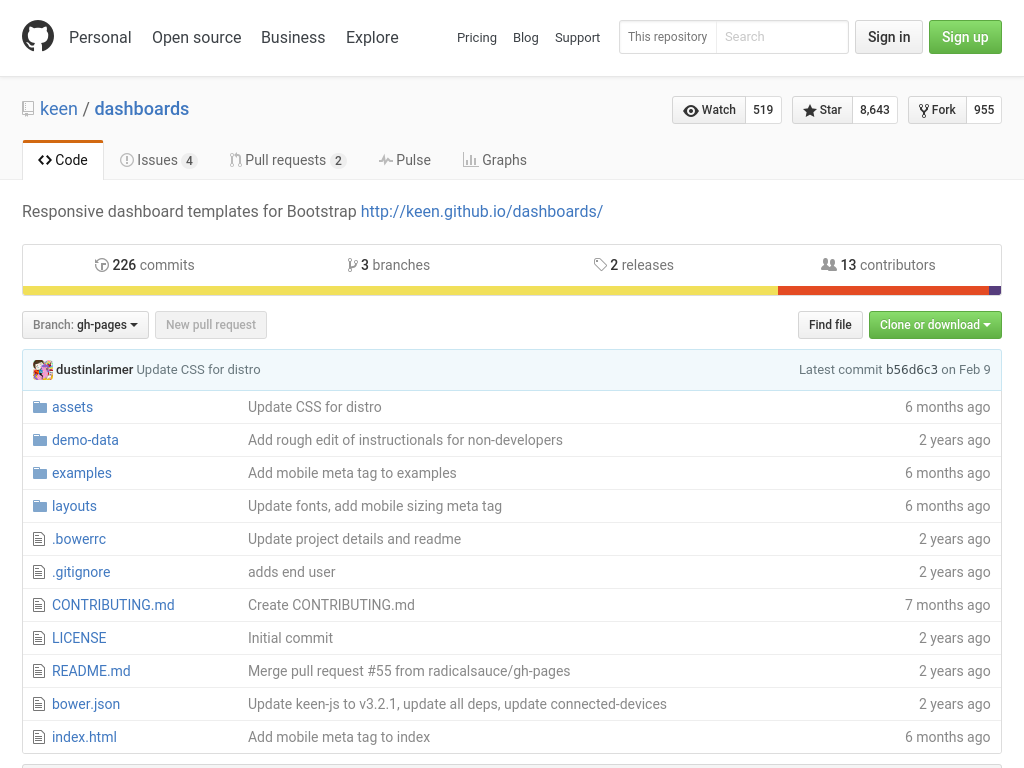 Personal Open source Business Explore Pricing Blog Support This repository Search Sign in Sign up
keen / dashboards Watch 519 Star 8,643 Fork 955
Code Issues 4 Pull requests 2 Pulse Graphs
Responsive dashboard templates for Bootstrap http://keen.github.io/dashboards/
226 commits 3 branches 2 releases 13 contributors
Branch: gh-pages New pull request Find file Clone or download
dustinlarimer Update CSS for distro Latest commit b56d6c3 on Feb 9
assets Update CSS for distro 6 months ago
demo-data Add rough edit of instructionals for non-developers 2 years ago
examples Add mobile meta tag to examples 6 months ago
layouts Update fonts, add mobile sizing meta tag 6 months ago
.bowerrc Update project details and readme 2 years ago
.gitignore adds end user 2 years ago
CONTRIBUTING.md Create CONTRIBUTING.md 7 months ago
LICENSE Initial commit 2 years ago
README.md Merge pull request #55 from radicalsauce/gh-pages 2 years ago
bower.json Update keen-js to v3.2.1, update all deps, update connected-devices 2 years ago
index.html Add mobile meta tag to index 6 months ago